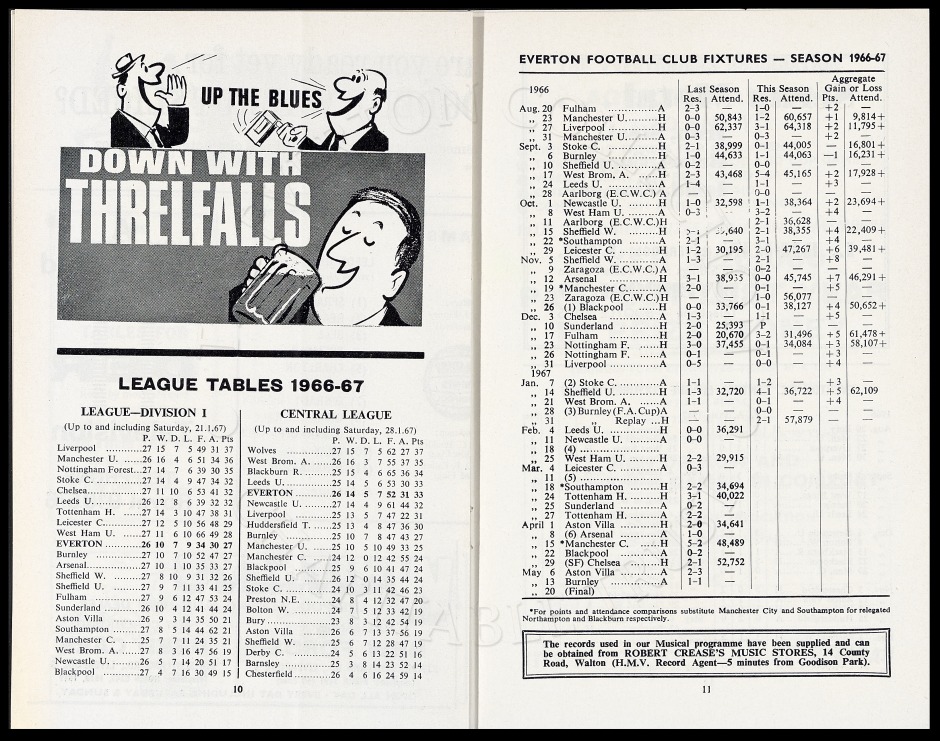 UP THE BLUES
DOWN WITH
THRELFALLS
LEAGUE TABLES 1966-67
LEAGUE—DIVISION I
(Up to and including Saturday, 21.1.67)
P. W. D. L. F. A. Pts
Liverpool ..........27 15 7 5 49 31 37
Manchester U. ......26 16 4 6 51 34 36
Nottingham Forest...27 14 7 6 39 30 35
Stoke C. ...........27 14 4 9 47 34 32
Chelsea.............27 11 10 6 53 41 32
Leeds U.............26 12 8 6 39 32 32
Tottenham H. .......27 14 3 10 47 38 31
Leicester C.........27 12 5 10 56 48 29
West Ham U. ........27 11 6 10 66 49 28
EVERTON ............26 10 7 9 34 30 27
Burnley ............27 10 7 10 52 47 27
Arsenal.............27 10 1 10 35 33 27
Sheffield W. .......27 8 10 9 31 32 26
Sheffield U. .......27 9 7 11 33 41 25
Fulham .............27 9 6 12 47 53 24
Sunderland .........26 10 4 12 41 44 24
Aston Villa ........26 9 3 14 35 50 21
Southampton ........27 8 5 14 44 62 21
Manchester C. ......25 7 7 11 24 35 21
West Brom. A........27 8 3 16 47 56 19
Newcastle U. .......26 5 7 14 20 51 17
Blackpool ..........27 4 7 16 30 49 15
CENTRAL LEAGUE
(Up to and including Saturday, 28.1.67)
P. W. D. L. F. A. Pts
Wolves .............27 15 7 5 62 27 37
West Brom. A. ......26 16 3 7 55 37 35
Blackburn R. .......25 15 4 6 65 36 34
Leeds U.............25 14 5 6 53 30 33
EVERTON ............26 14 5 7 52 31 33
Newcastle U. .......27 14 4 9 61 44 32
Liverpool ..........25 13 5 7 47 22 31
Huddersfield T. ....25 13 4 8 47 36 30
Burnley ............25 10 7 8 47 43 27
Manchester U. ......25 10 5 10 49 33 25
Manchester C. ......24 12 0 12 42 55 24
Blackpool ..........25 9 6 10 41 47 24
Sheffield U. .......26 12 0 14 35 44 24
Stoke C. ...........24 10 3 11 42 46 23
Preston N.E. .......24 8 4 12 32 47 20
Bolton W. ..........24 7 5 12 33 42 19
Bury ...............23 8 3 12 42 54 19
Aston Villa ........26 6 7 13 37 56 19
Sheffield W. .......25 6 7 12 28 47 19
Derby C. ...........24 5 6 13 22 51 16
Barnsley ...........25 3 8 14 23 52 14
Chesterfield .......26 4 6 16 24 59 14
10
EVERTON FOOTBALL CLUB FIXTURES — SEASON 1966-67
Aggregate
1966 Last Season This Season Gain or Loss
Res. Attend. Res. Attend. Pts. Attend.
Aug. 20 Fulham ............A 2–3 — 1–0 — +2 —
,, 23 Manchester U.......H 0–0 50,843 1–2 60,657 +1 9,814+
,, 27 Liverpool .........H 0–0 62,337 3–1 64,318 +2 11,795+
,, 31 Manchester U.......A 0–3 — 0–3 — +2 —
Sept. 3 Stoke C. ..........H 2–1 38,999 0–1 44,005 — 16,801+
,, 6 Burnley ...........H 1–0 44,633 1–1 44,063 —1 16,231+
,, 10 Sheffield U. ......A 0–2 — 0–0 — — —
,, 17 West Brom. A. .....H 2–3 43,468 5–4 45,165 +2 17,928+
,, 24 Leeds U. ..........A 1–4 — 1–1 — +3 —
,, 28 Aarlborg (E.C.W.C.) A — — 0–0 — — —
Oct. 1 Newcastle U. ......H 1–0 32,598 1–1 38,364 +2 23,694+
,, 8 West Ham U. .......A 0–3 3–2 — +4 —
,, 11 Aarlborg (E.C.W.C.)H 2–1 36,628 — —
,, 15 Sheffield W. ......H 2–1 38,355 +4 22,409+
,, 22 *Southampton ......A 2–1 — 3–1 — +4 —
,, 29 Leicester C. ......H 1–2 30,195 2–0 47,267 +6 39,481+
Nov. 5 Sheffield W. ......A 1–3 — 2–1 — +8 —
,, 9 Zaragoza (E.C.W.C.) A — — 0–2 — — —
,, 12 Arsenal ...........H 3–1 38,935 0–0 45,745 +7 46,291+
,, 19 *Manchester C......A 2–0 — 0–1 — +5 —
,, 23 Zaragoza (E.C.W.C.)H — — 1–0 56,077 — —
,, 26 (1) Blackpool .....H 0–0 33,766 0–1 38,127 +4 50,652+
Dec. 3 Chelsea ...........A 1–3 — 1–1 — +5 —
,, 10 Sunderland ........H 2–0 25,393 P — —
,, 17 Fulham ............H 2–0 20,670 3–2 31,496 +5 61,478+
,, 23 Nottingham F. .....H 3–0 37,455 0–1 34,084 +3 58,107+
,, 26 Nottingham F. .....A 0–1 — 0–1 — +3 —
,, 31 Liverpool .........A 0–5 — 0–0 — +4 —
1967
Jan. 7 (2) Stoke C. ......A 1–1 — 1–2 — +3 —
,, 14 Sheffield U. ......H 1–3 32,720 4–1 36,722 +5 62,109
,, 21 West Brom. A. .....A 1–1 — 0–1 — +4 —
,, 28 (3) Burnley (F.A. Cup)A — — 0–0 — — —
,, 31 ,, Replay ...H — — 2–1 57,879 — —
Feb. 4 Leeds U. ..........H 0–0 36,291
,, 11 Newcastle U. ......A 0–0 —
,, 18 (4) ...............
,, 25 West Ham U. .......H 2–2 29,915
Mar. 4 Leicester C. ......A 0–3 —
,, 11 (5) ...............
,, 18 *Southampton ......H 2–2 34,694
,, 24 Tottenham H. ......H 3–1 40,022
,, 25 Sunderland ........A 0–2 —
,, 27 Tottenham H. ......A 2–2 —
April 1 Aston Villa .......H 2–0 34,641
,, 8 (6) Arsenal .......A 1–0 —
,, 15 *Manchester C. ....H 5–2 48,489
,, 22 Blackpool .........A 0–2 —
,, 29 (SF) Chelsea ......H 2–1 52,752
May 6 Aston Villa .......A 2–3 —
,, 13 Burnley ...........A 1–1 —
,, 20 (Final)
*For points and attendance comparisons substitute Manchester City and Southampton for relegated
Northampton and Blackburn respectively.
The records used in our Musical programme have been supplied and can
be obtained from ROBERT CREASE'S MUSIC STORES, 14 County
Road, Walton (H.M.V. Record Agent—5 minutes from Goodison Park).
11